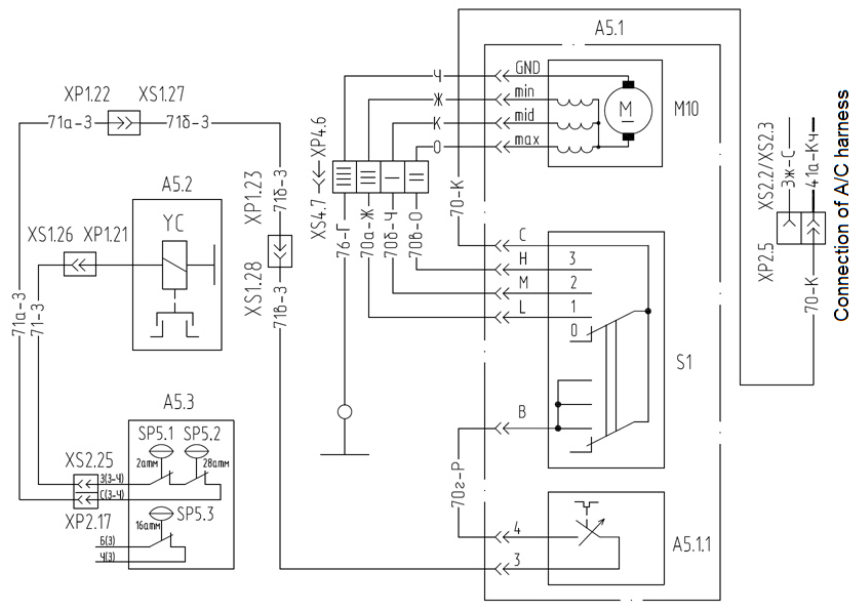 A5.1
XP1.22 XS1.27
71а-3
71б-3
A5.2
YC
XS1.26 XP1.21
71а-3
71-3
A5.3
SP5.1 SP5.2
2атм
28атм
XS2.25
З(3-Ч)
С(3-Ч)
XP2.17
SP5.3
16атм
Б(3)
Ч(3)
XP1.23
71б-3
XS1.28
71в-3
XP4.6
XS4.7
Ч
Ж
К
О
76-Г
70а-Ж
70б-Ч
70в-О
70-К
GND
min
mid
max
M
M10
C
H
M
L
B
3
2
1
0
S1
70г-Р
4
3
A5.1.1
XS2.2/XS2.3
3ж-С
41а-Кч
XP2.5
70-К
Connection of A/C harness